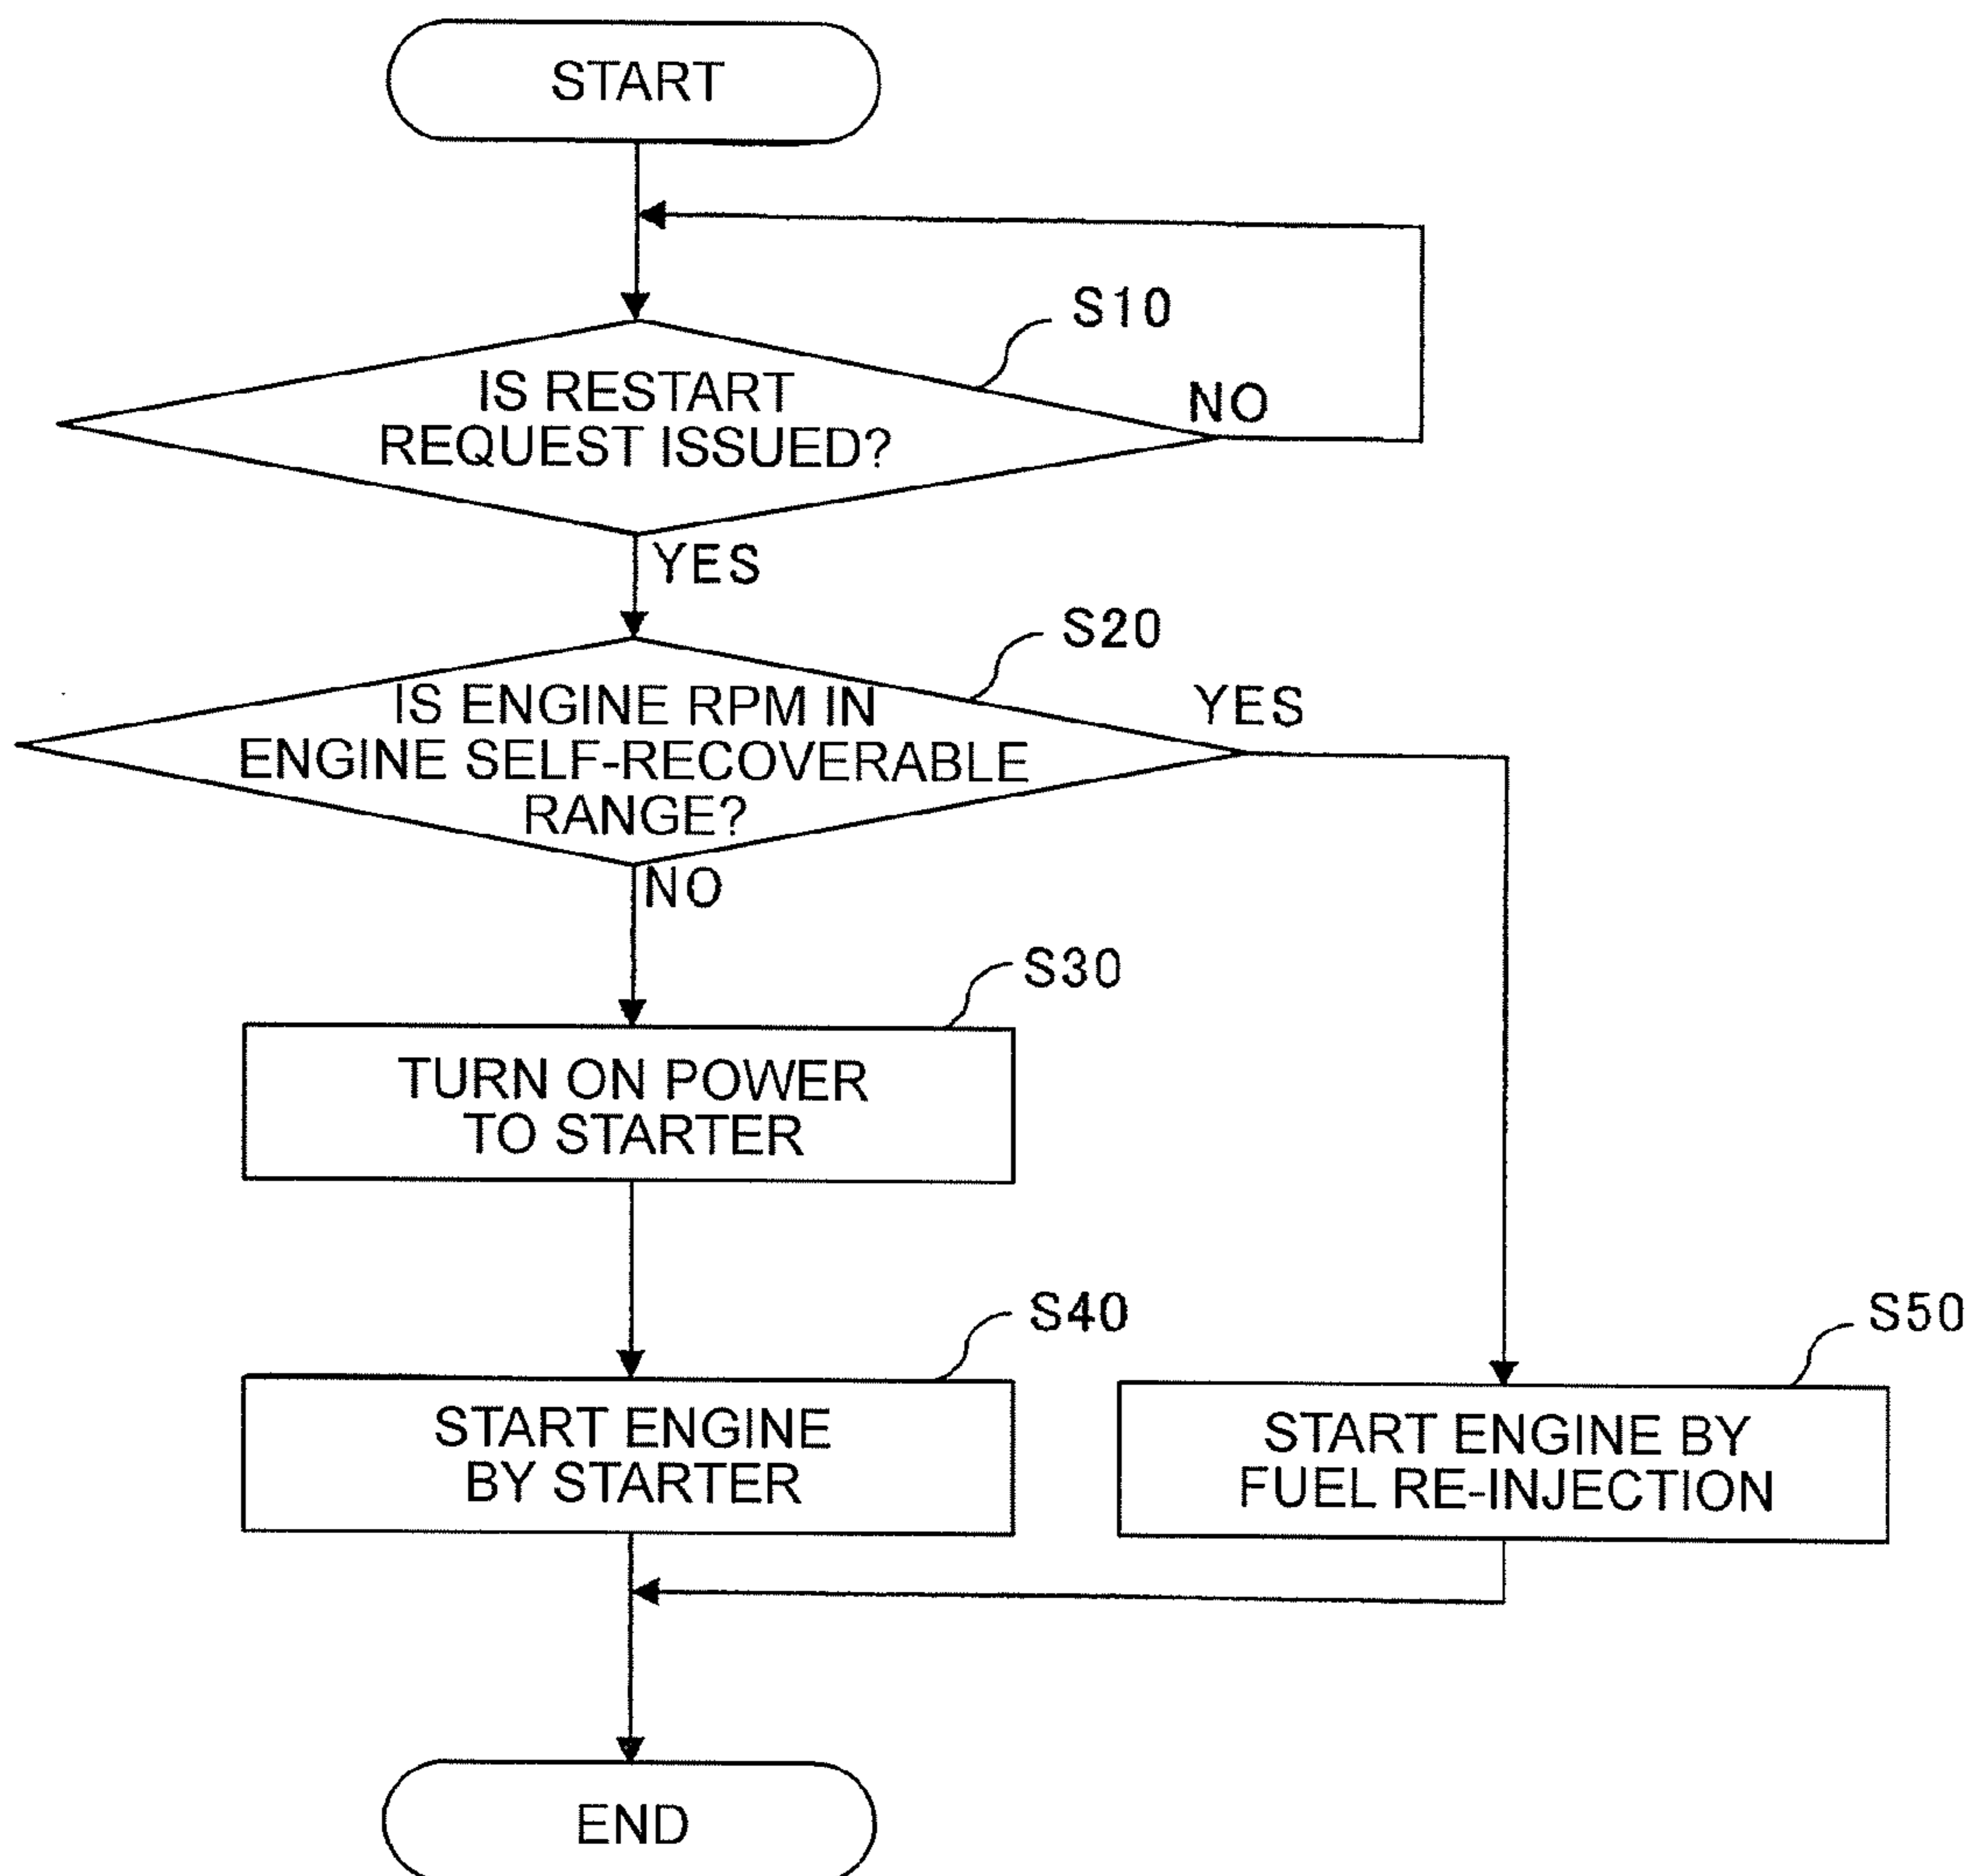 START
S10
IS RESTART
REQUEST ISSUED?
NO
YES
S20
IS ENGINE RPM IN
ENGINE SELF-RECOVERABLE
RANGE?
YES
NO
S30
TURN ON POWER
TO STARTER
S40
START ENGINE
BY STARTER
S50
START ENGINE BY
FUEL RE-INJECTION
END